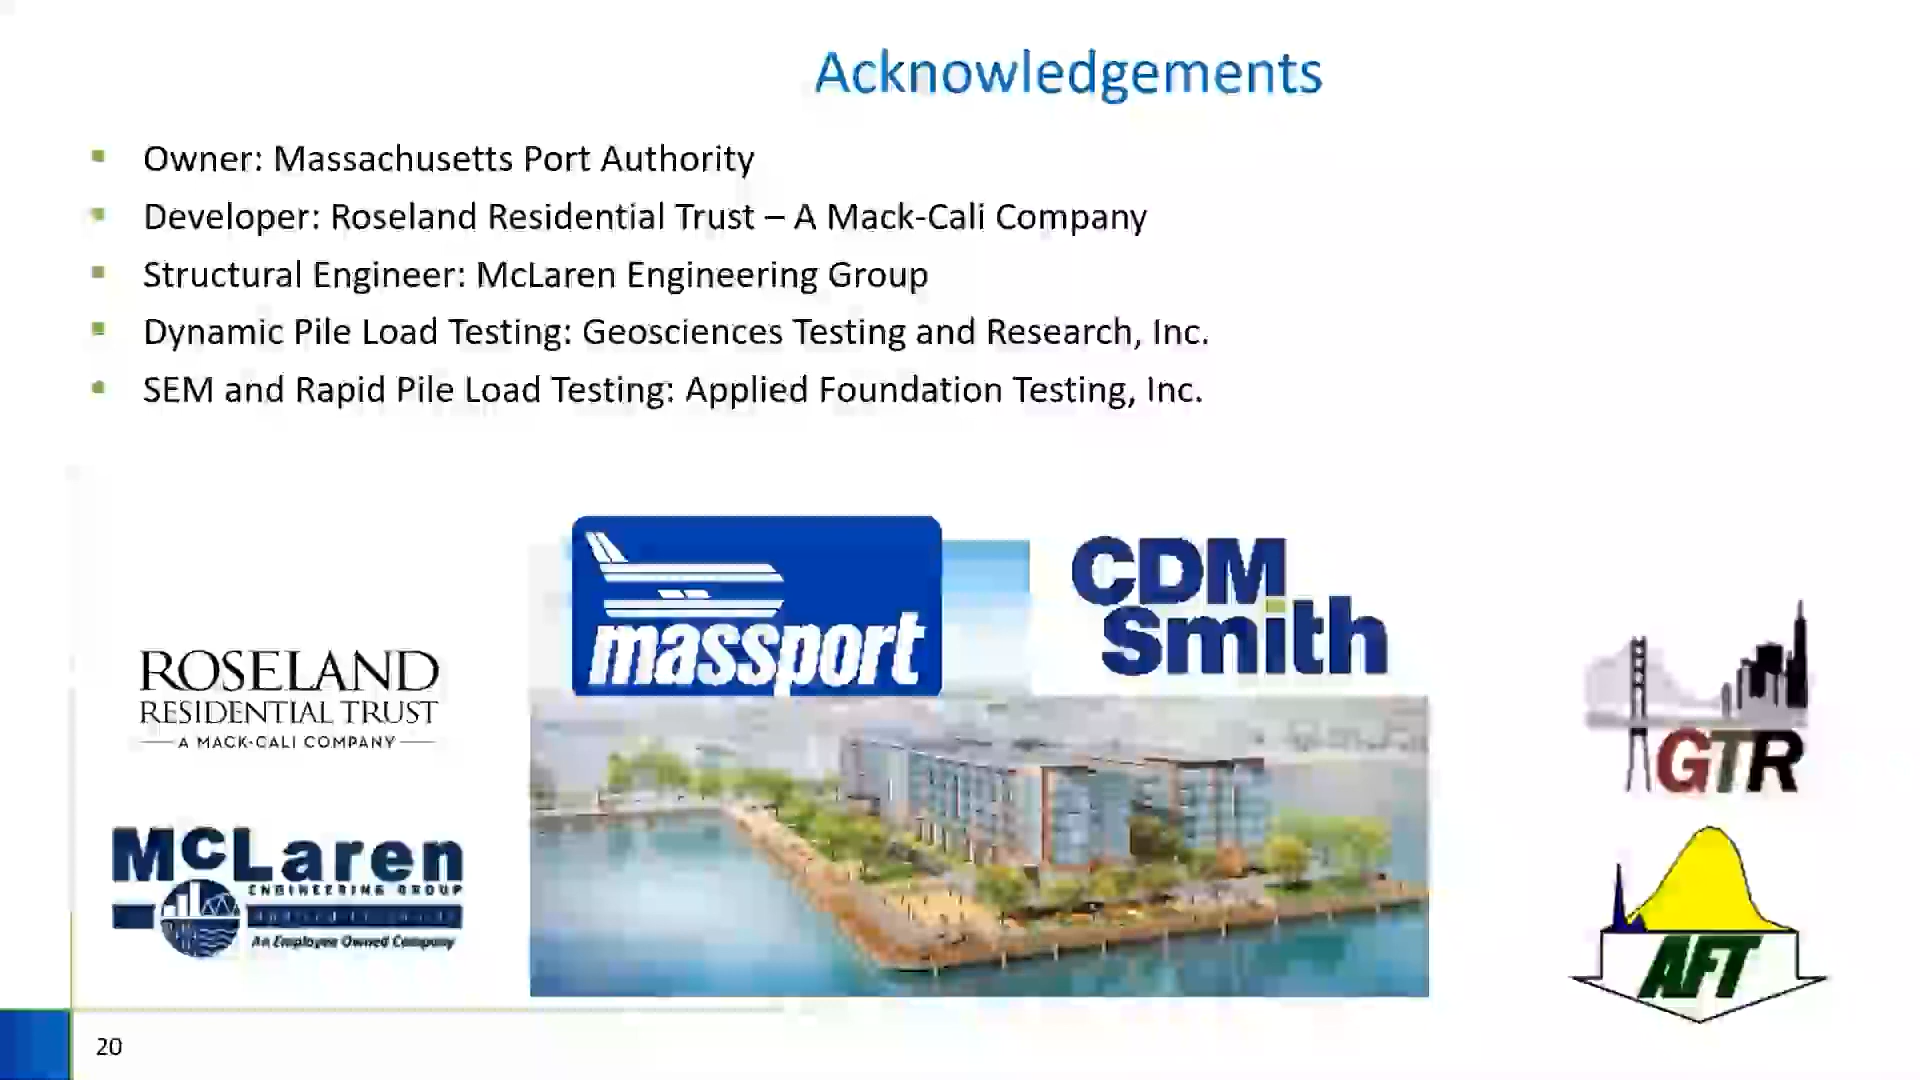 Acknowledgements
Owner: Massachusetts Port Authority
Developer: Roseland Residential Trust – A Mack-Cali Company
Structural Engineer: McLaren Engineering Group
Dynamic Pile Load Testing: Geosciences Testing and Research, Inc.
SEM and Rapid Pile Load Testing: Applied Foundation Testing, Inc.
massport
CDM
Smith
ROSELAND
RESIDENTIAL TRUST
A MACK-CALI COMPANY
GTR
McLaren
ENGINEERING GROUP
An Employee Owned Company
AFT
20